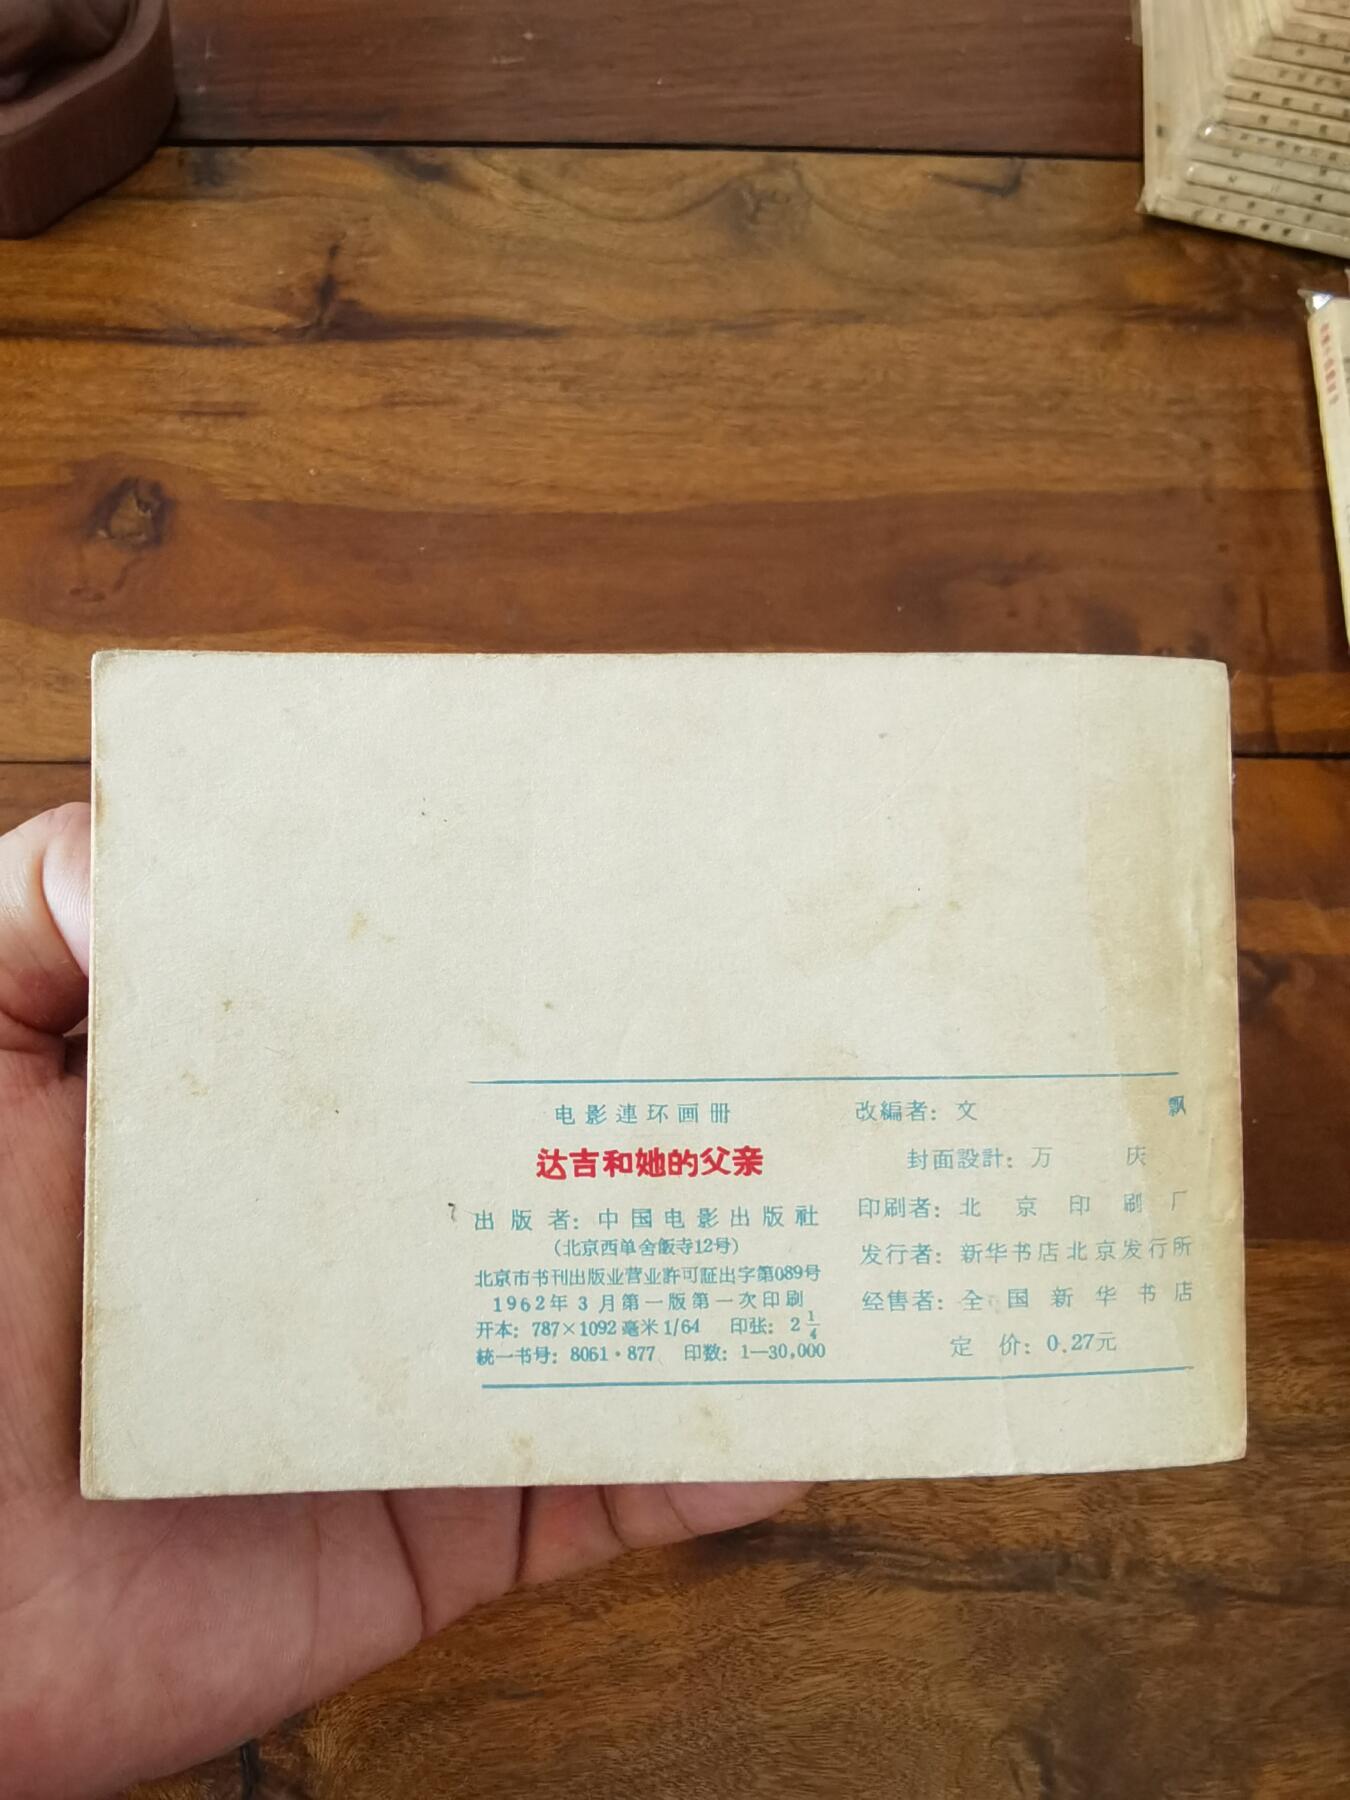 电影連环画册
达吉和她的父亲
出版者：中国电影出版社
（北京西单舍飯寺12号）
北京市书刊出版业营业許可証出字第089号
1962年3月第一版第一次印刷
开本：787×1092毫米1/64 印张：2 1/4
統一书号：8061·877 印数：1—30,000
改編者：文 飘
封面設計：万 庆
印刷者：北京印刷厂
发行者：新华书店北京发行所
经售者：全国新华书店
定价：0.27元